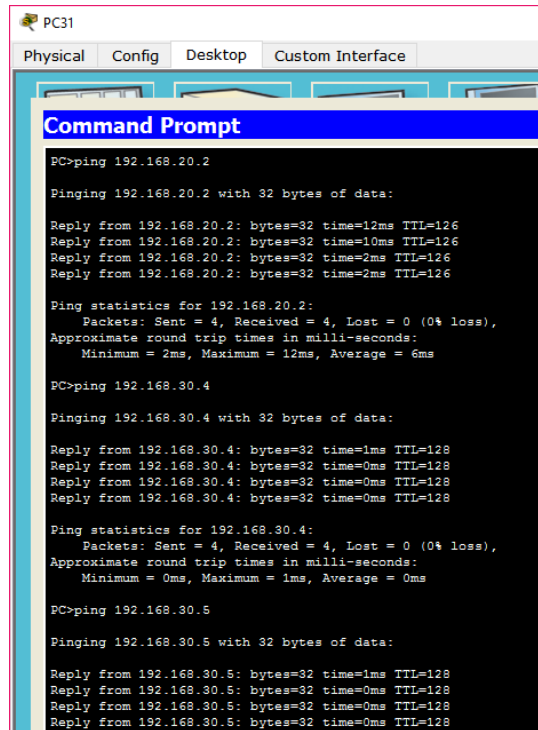 PC31
Physical Config Desktop Custom Interface
Command Prompt
PC>ping 192.168.20.2
Pinging 192.168.20.2 with 32 bytes of data:
Reply from 192.168.20.2: bytes=32 time=12ms TTL=126
Reply from 192.168.20.2: bytes=32 time=10ms TTL=126
Reply from 192.168.20.2: bytes=32 time=2ms TTL=126
Reply from 192.168.20.2: bytes=32 time=2ms TTL=126
Ping statistics for 192.168.20.2:
Packets: Sent = 4, Received = 4, Lost = 0 (0% loss),
Approximate round trip times in milli-seconds:
Minimum = 2ms, Maximum = 12ms, Average = 6ms
PC>ping 192.168.30.4
Pinging 192.168.30.4 with 32 bytes of data:
Reply from 192.168.30.4: bytes=32 time=1ms TTL=128
Reply from 192.168.30.4: bytes=32 time=0ms TTL=128
Reply from 192.168.30.4: bytes=32 time=0ms TTL=128
Reply from 192.168.30.4: bytes=32 time=0ms TTL=128
Ping statistics for 192.168.30.4:
Packets: Sent = 4, Received = 4, Lost = 0 (0% loss),
Approximate round trip times in milli-seconds:
Minimum = 0ms, Maximum = 1ms, Average = 0ms
PC>ping 192.168.30.5
Pinging 192.168.30.5 with 32 bytes of data:
Reply from 192.168.30.5: bytes=32 time=1ms TTL=128
Reply from 192.168.30.5: bytes=32 time=0ms TTL=128
Reply from 192.168.30.5: bytes=32 time=0ms TTL=128
Reply from 192.168.30.5: bytes=32 time=0ms TTL=128